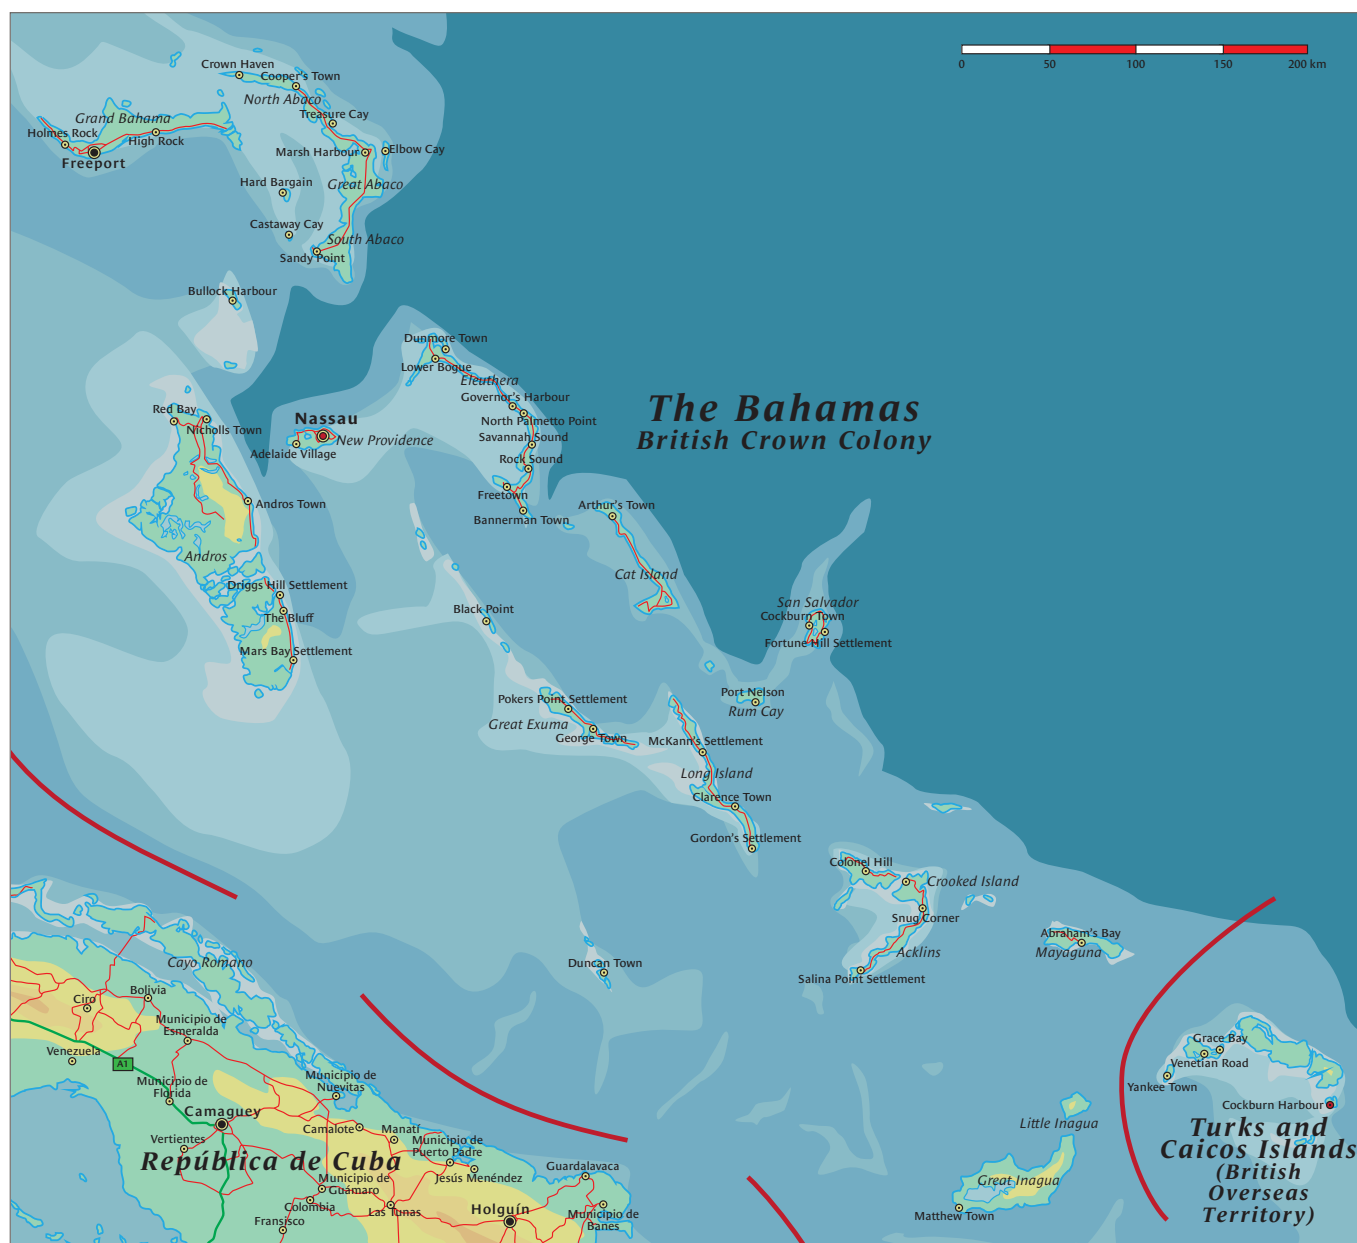 Crown Haven
Cooper's Town
North Abaco
Treasure Cay
Grand Bahama
Holmes Rock
High Rock
Freeport
Marsh Harbour
Elbow Cay
Hard Bargain
Great Abaco
Castaway Cay
South Abaco
Sandy Point
Bullock Harbour
0
50
100
150
200 km
Dunmore Town
Lower Bogue
Eleuthera
Governor's Harbour
North Palmetto Point
Savannah Sound
Rock Sound
Freetown
Bannerman Town
Red Bay
Nicholls Town
Nassau
New Providence
Adelaide Village
The Bahamas
British Crown Colony
Andros Town
Andros
Arthur's Town
Cat Island
Driggs Hill Settlement
The Bluff
Mars Bay Settlement
Black Point
San Salvador
Cockburn Town
Fortune Hill Settlement
Pokers Point Settlement
Great Exuma
George Town
Port Nelson
Rum Cay
McKann's Settlement
Long Island
Clarence Town
Gordon's Settlement
Colonel Hill
Crooked Island
Snug Corner
Acklins
Salina Point Settlement
Abraham's Bay
Mayaguna
Duncan Town
Cayo Romano
Ciro
Bolivia
Municipio de
Esmeralda
Venezuela
A1
Municipio de
Florida
Municipio de
Nuevitas
Camaguey
Vertientes
Camalote
Manatí
Municipio de
Puerto Padre
República de Cuba
Jesús Menéndez
Municipio de
Guámaro
Colombia
Fransisco
Las Tunas
Guardalavaca
Holguín
Municipio de
Banes
Grace Bay
Venetian Road
Yankee Town
Cockburn Harbour
Little Inagua
Great Inagua
Matthew Town
Turks and
Caicos Islands
(British
Overseas
Territory)